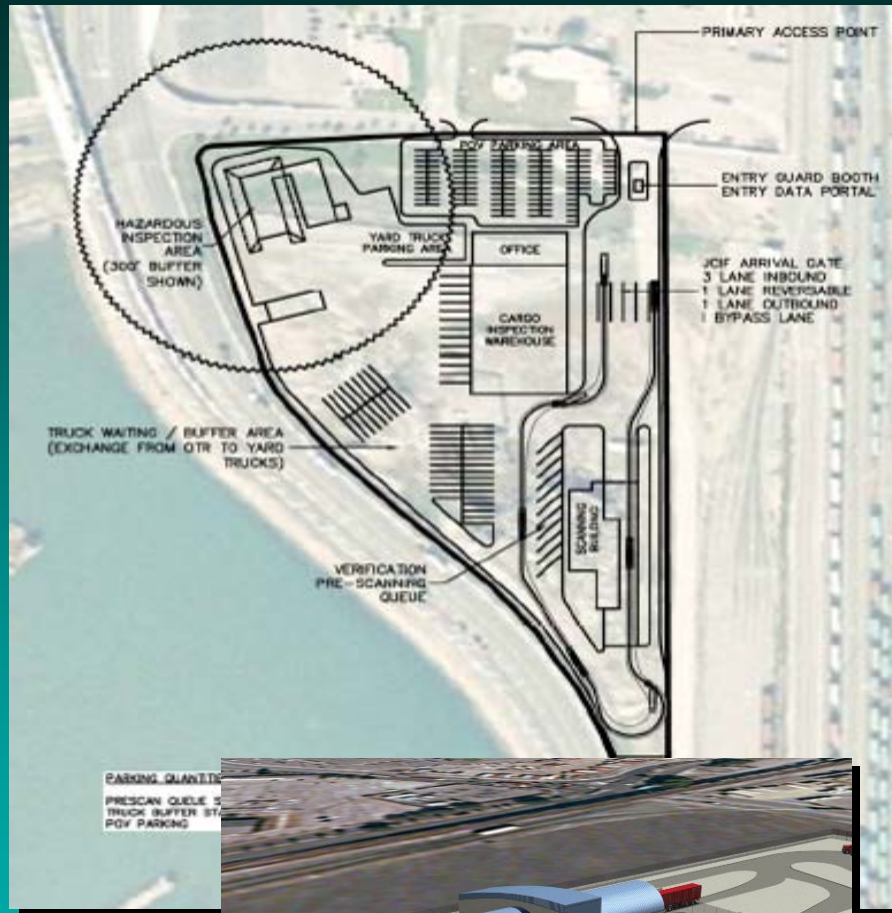 PRIMARY ACCESS POINT
POV PARKING AREA
ENTRY GUARD BOOTH
ENTRY DATA PORTAL
HAZARDOUS
INSPECTION
AREA
(300' BUFFER
SHOWN)
YARD TRUCK
PARKING AREA
OFFICE
JCIF ARRIVAL GATE
3 LANE INBOUND
1 LANE REVERSABLE
1 LANE OUTBOUND
1 BYPASS LANE
CARGO
INSPECTION
WAREHOUSE
TRUCK WAITING / BUFFER AREA
(EXCHANGE FROM OTR TO YARD
TRUCKS)
SCANNING
BUILDING
VERIFICATION
PRE-SCANNING
QUEUE
PARKING
PRESCAN QUEUE
TRUCK BUFFER
POV PARKING